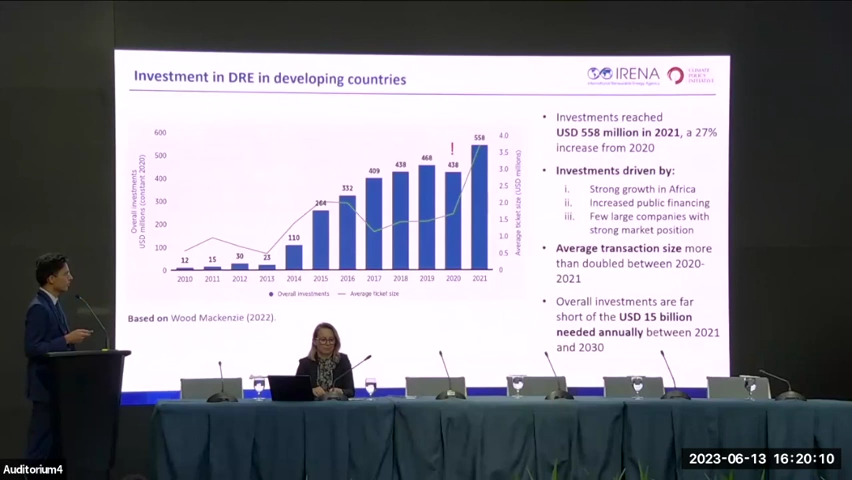 Investment in DRE in developing countries
IRENA
International Renewable Energy Agency
CLIMATE
POLICY
INITIATIVE
Overall investments
USD millions (constant 2020)
600
500
400
300
200
100
0
12
15
30
23
110
264
332
409
438
468
!
438
558
4.0
3.5
3.0
2.5
2.0
1.5
1.0
0.5
0
Average ticket size (USD millions)
2010 2011 2012 2013 2014 2015 2016 2017 2018 2019 2020 2021
Overall investments Average ticket size
Based on Wood Mackenzie (2022).
• Investments reached
USD 558 million in 2021, a 27%
increase from 2020
• Investments driven by:
i. Strong growth in Africa
ii. Increased public financing
iii. Few large companies with
strong market position
• Average transaction size more
than doubled between 2020-
2021
• Overall investments are far
short of the USD 15 billion
needed annually between 2021
and 2030
Auditorium4
2023-06-13 16:20:10